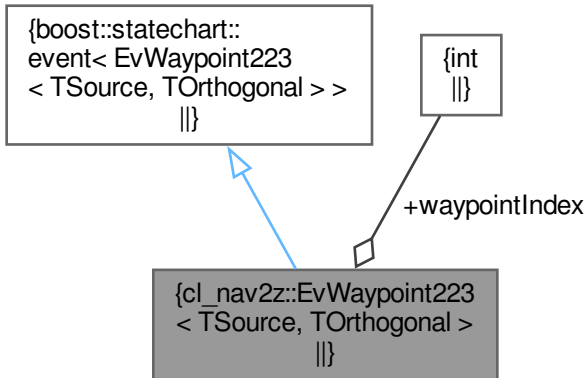 {boost::statechart::
event< EvWaypoint223
< TSource, TOrthogonal > >
||}
{int
||}
+waypointIndex
{cl_nav2z::EvWaypoint223
< TSource, TOrthogonal >
||}